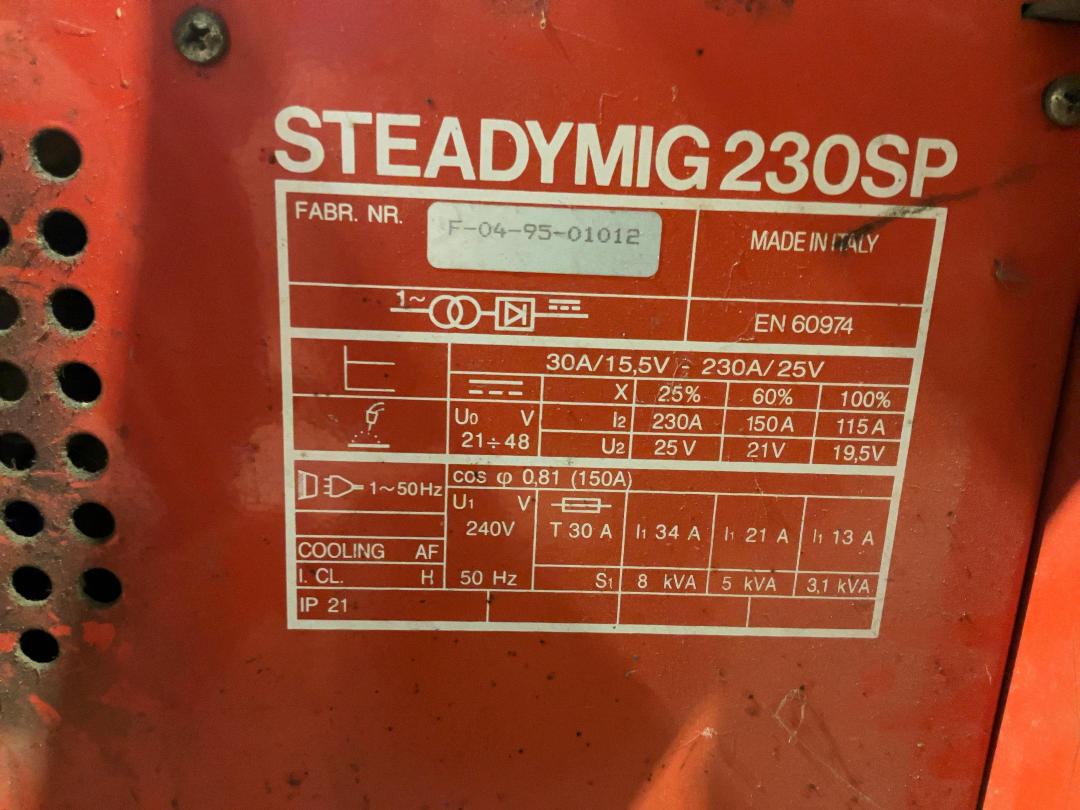 STEADYMIG 230SP
FABR. NR. F-04-95-01012 MADE IN ITALY
1~ EN 60974
30A/15,5V - 230A/25V
X 25% 60% 100%
U0 V I2 230A 150A 115A
21÷48 U2 25V 21V 19,5V
1~50Hz cos φ 0,81 (150A)
U1 V
240V T 30 A I1 34 A I1 21 A I1 13 A
COOLING AF
I. CL. H 50 Hz S1 8 kVA 5 kVA 3,1 kVA
IP 21